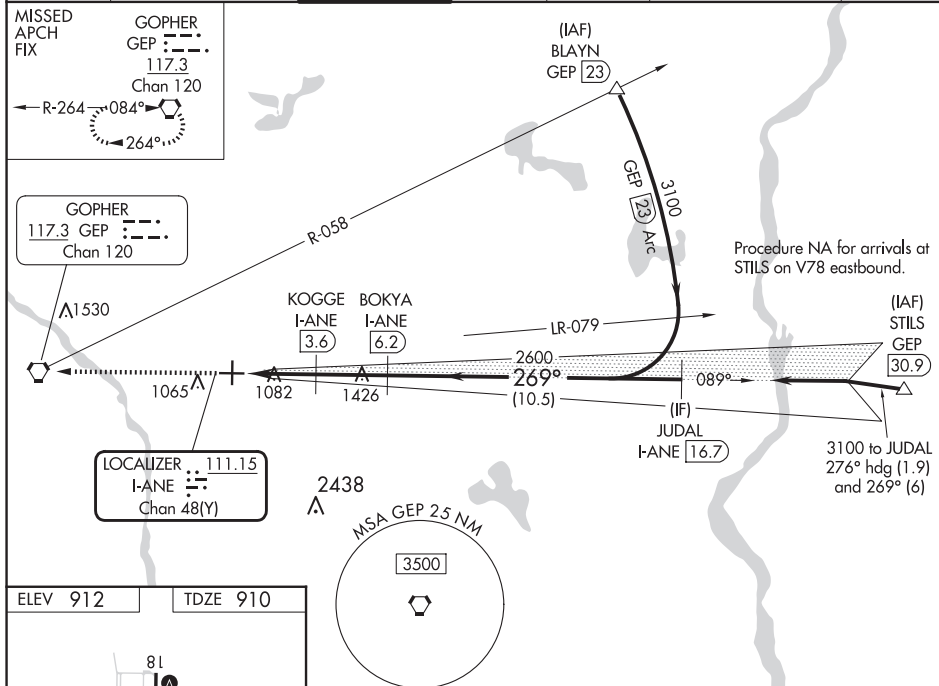 MISSED
APCH
FIX
GOPHER
GEP
117.3
Chan 120
R-264
084°
264°
(IAF)
BLAYN
GEP 23
GOPHER
117.3 GEP
Chan 120
R-058
3100
GEP 23 Arc
Procedure NA for arrivals at
STILS on V78 eastbound.
1530
KOGGE
I-ANE
3.6
BOKYA
I-ANE
6.2
LR-079
(IAF)
STILS
GEP
30.9
2600
269°
089°
1065
1082
1426
(10.5)
(IF)
JUDAL
I-ANE 16.7
3100 to JUDAL
276° hdg (1.9)
and 269° (6)
LOCALIZER 111.15
I-ANE
Chan 48(Y)
2438
MSA GEP 25 NM
3500
ELEV 912
TDZE 910
18
V